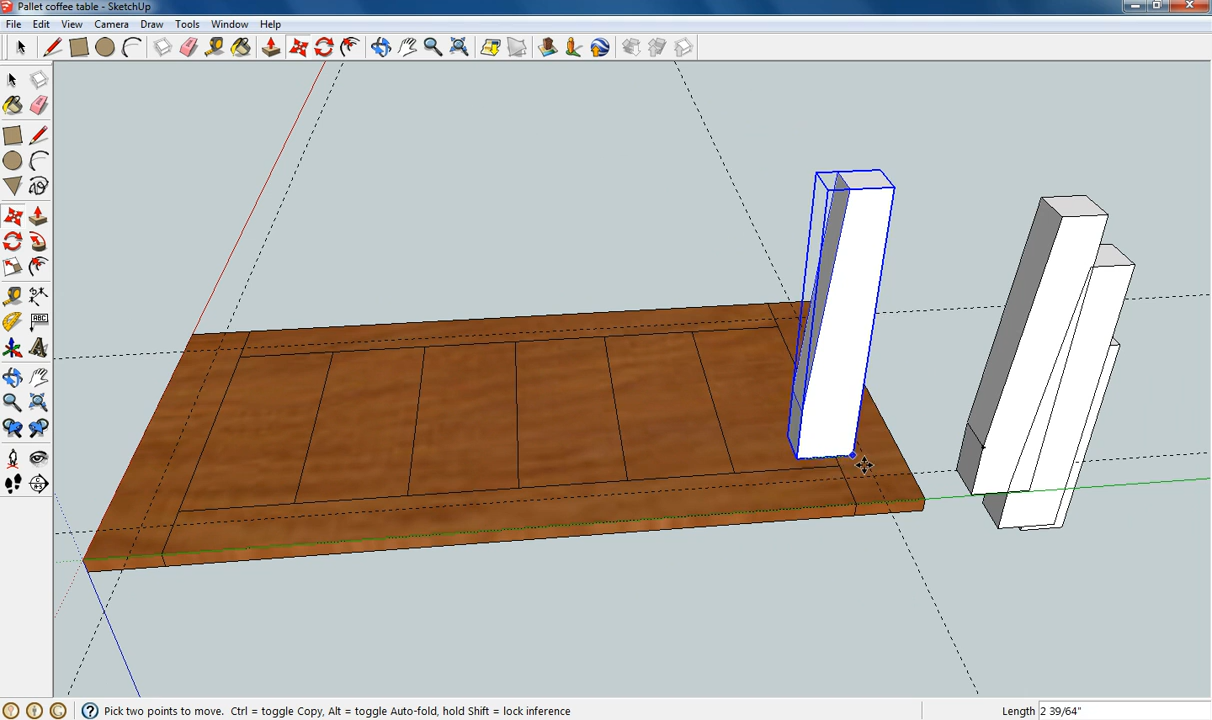 Pallet coffee table - SketchUp
File Edit View Camera Draw Tools Window Help
Pick two points to move. Ctrl = toggle Copy, Alt = toggle Auto-fold, hold Shift = lock inference Length 2 39/64"